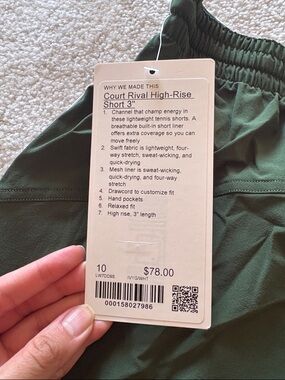 WHY WE MADE THIS
Court Rival High-Rise
Short 3"
1. Channel that champ energy in
these lightweight tennis shorts. A
breathable built-in short liner
offers extra coverage so you can
move freely
2. Swift fabric is lightweight, four-
way stretch, sweat-wicking, and
quick-drying
3. Mesh liner is sweat-wicking,
quick-drying, and four-way
stretch
4. Drawcord to customize fit
5. Hand pockets
6. Relaxed fit
7. High rise, 3" length
10 $78.00
000158027986